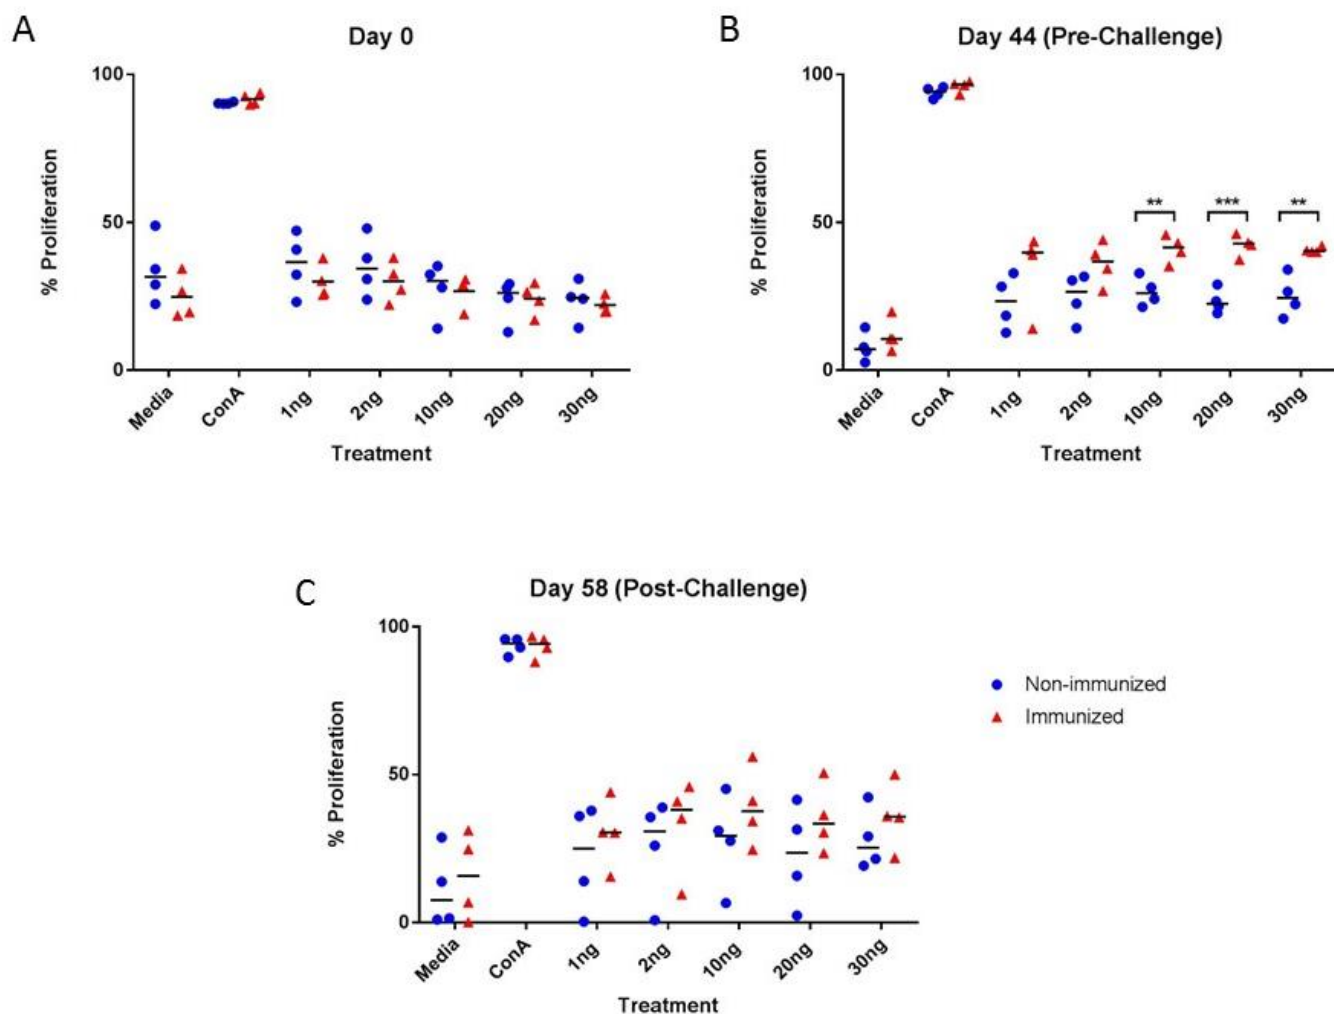 A
Day 0
% Proliferation
100
50
0
Media
ConA
1ng
2ng
10ng
20ng
30ng
Treatment
B
Day 44 (Pre-Challenge)
% Proliferation
100
50
0
**
***
**
Media
ConA
1ng
2ng
10ng
20ng
30ng
Treatment
C
Day 58 (Post-Challenge)
% Proliferation
100
50
0
Media
ConA
1ng
2ng
10ng
20ng
30ng
Treatment
Non-immunized
Immunized